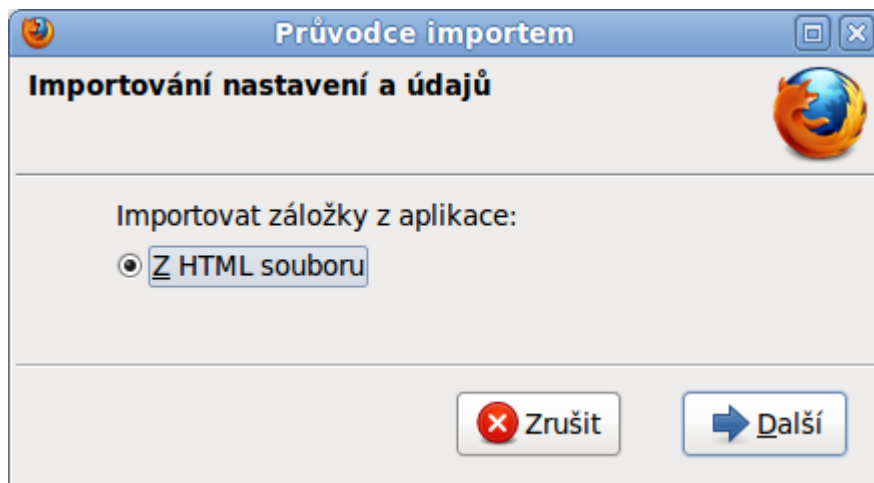 Průvodce importem
Importování nastavení a údajů
Importovat záložky z aplikace:
Z HTML souboru
Zrušit
Další